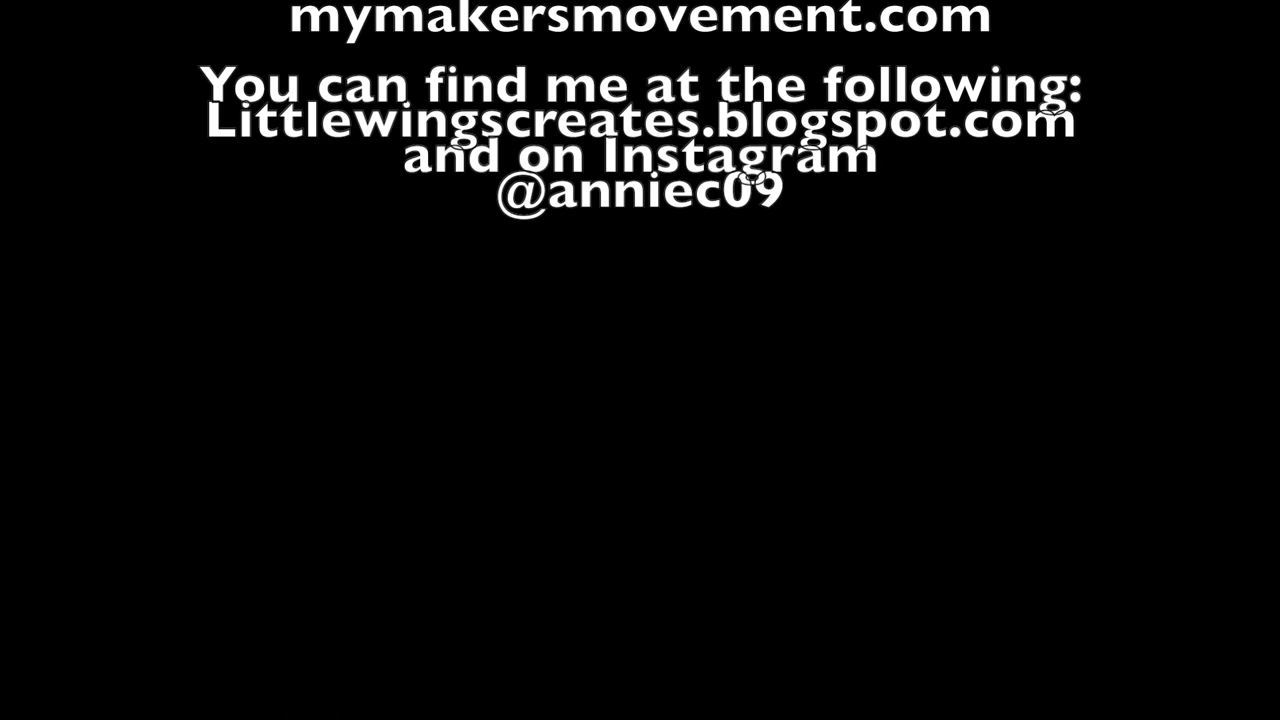 mymakersmovement.com
You can find me at the following:
Littlewingscreates.blogspot.com
and on Instagram
@anniec09